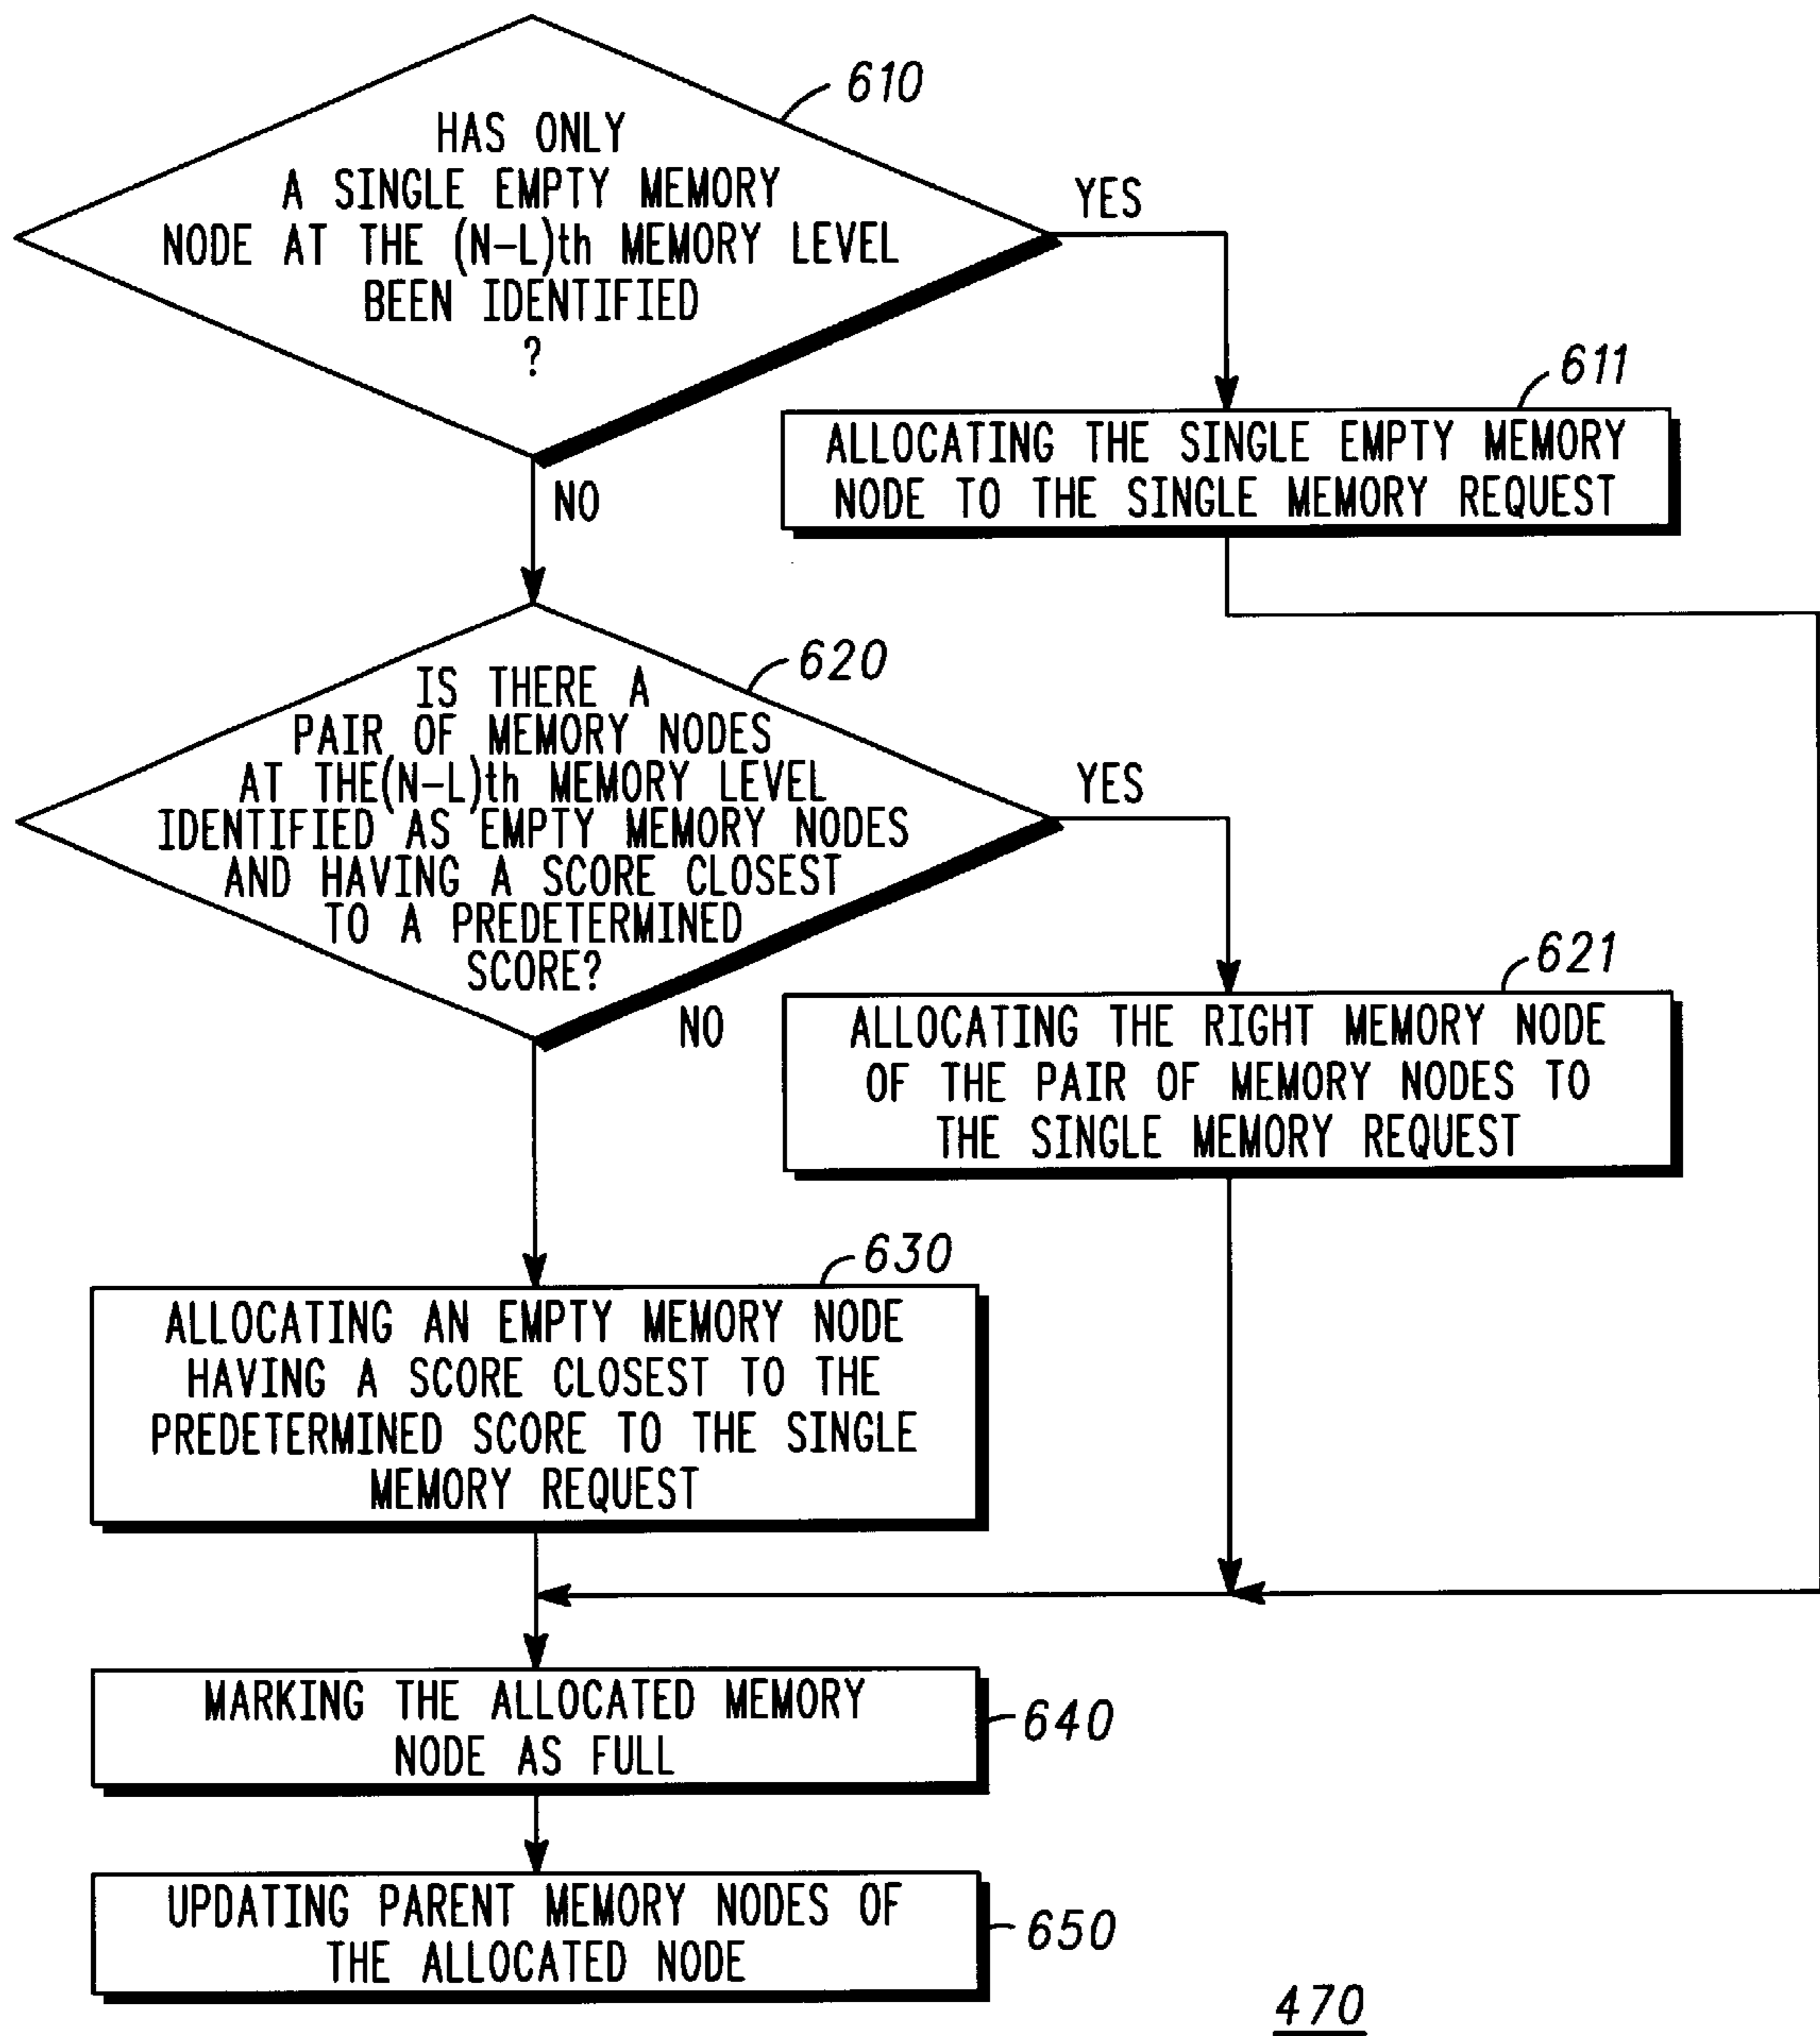 610
HAS ONLY
A SINGLE EMPTY MEMORY
NODE AT THE (N-L)th MEMORY LEVEL
BEEN IDENTIFIED
?
YES
NO
611
ALLOCATING THE SINGLE EMPTY MEMORY
NODE TO THE SINGLE MEMORY REQUEST
620
IS THERE A
PAIR OF MEMORY NODES
AT THE(N-L)th MEMORY LEVEL
IDENTIFIED AS EMPTY MEMORY NODES
AND HAVING A SCORE CLOSEST
TO A PREDETERMINED
SCORE?
YES
NO
621
ALLOCATING THE RIGHT MEMORY NODE
OF THE PAIR OF MEMORY NODES TO
THE SINGLE MEMORY REQUEST
630
ALLOCATING AN EMPTY MEMORY NODE
HAVING A SCORE CLOSEST TO THE
PREDETERMINED SCORE TO THE SINGLE
MEMORY REQUEST
MARKING THE ALLOCATED MEMORY
NODE AS FULL
640
UPDATING PARENT MEMORY NODES OF
THE ALLOCATED NODE
650
470